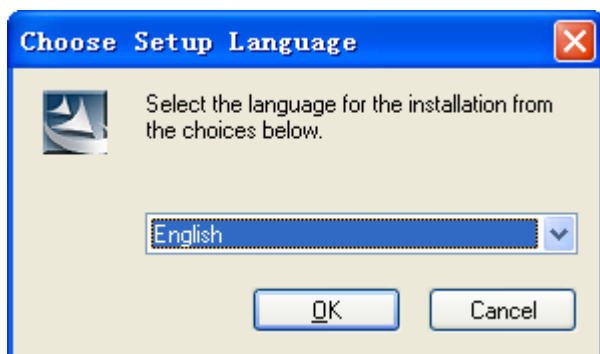 Choose Setup Language
Select the language for the installation from
the choices below.
English
OK
Cancel